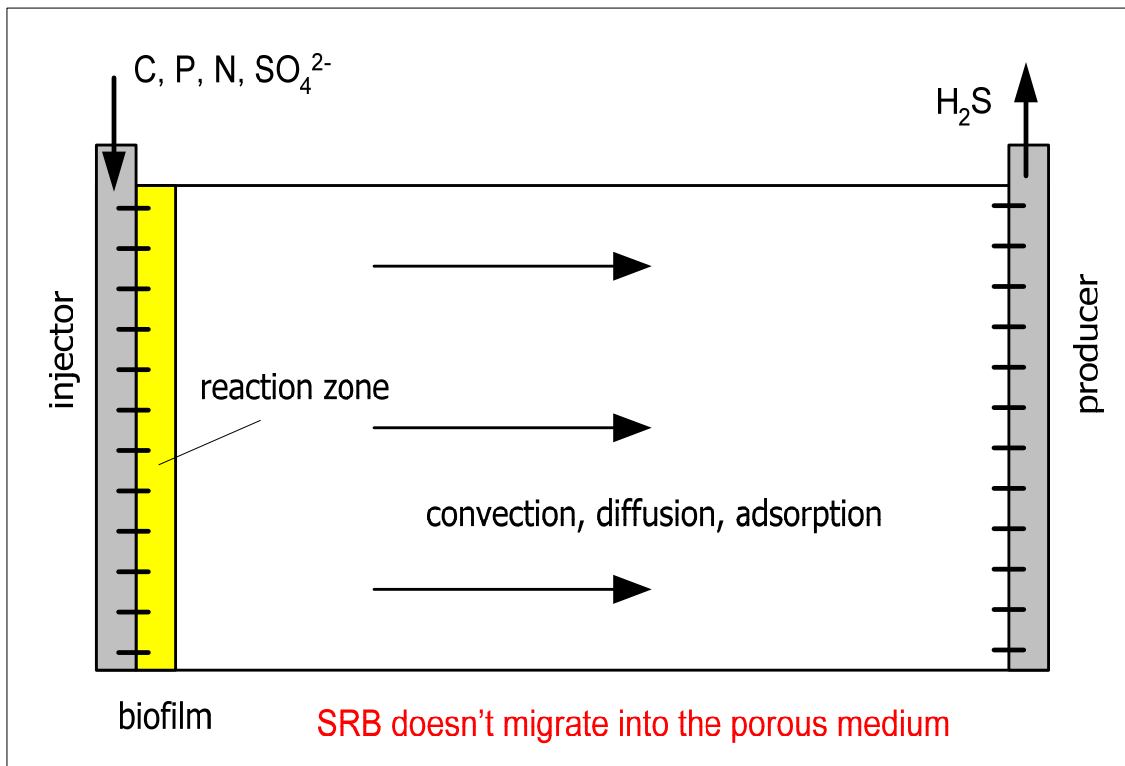 C, P, N, SO₄²⁻
H₂S
injector
producer
reaction zone
convection, diffusion, adsorption
biofilm
SRB doesn't migrate into the porous medium